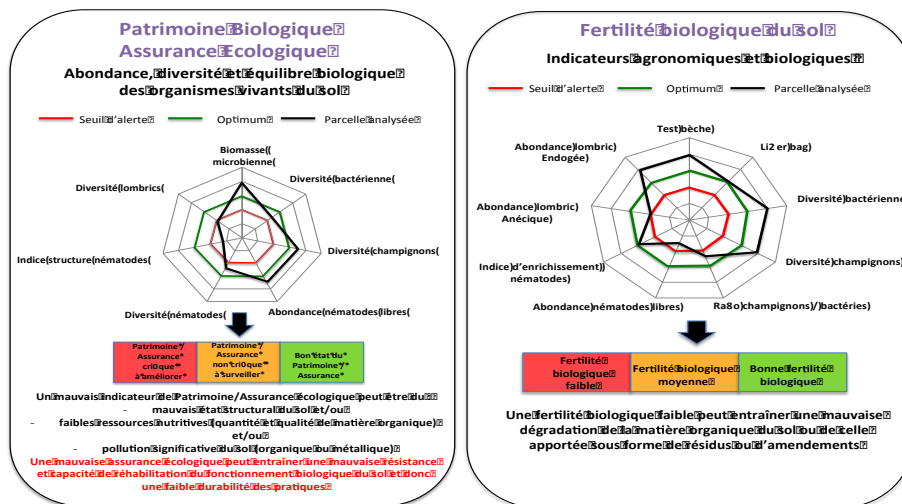 Patrimoine Biologique
Assurance Ecologique
Abondance, diversité et équilibre biologique
des organismes vivants du sol
Seuil d'alerte
Optimum
Parcelle analysée
Biomasse((
microbienne(
Diversité(lombrics(
Diversité(bactérienne(
Indice(structure(nématodes(
Diversité(champignons(
Diversité(nématodes(
Abondance(nématodes(libres(
Patrimoine*/
Assurance*
cri0que**
à*améliorer*
Patrimoine*/
Assurance*
non*cri0que**
à*surveiller*
Bon*état*du*
Patrimoine*/*
Assurance*
Un mauvais indicateur de Patrimoine/Assurance écologique peut être du :
- mauvais état structural du sol et/ou
- faibles ressources nutritives (quantité et qualité de matière organique)
et/ou
- pollution significative du sol (organique ou métallique)
Une mauvaise assurance écologique peut entraîner une mauvaise résistance
et capacité de réhabilitation du fonctionnement biologique du sol et donc
une faible durabilité des pratiques
Fertilité biologique du sol
Indicateurs agronomiques et biologiques
Seuil d'alerte
Optimum
Parcelle analysée
Test)bèche)
Abondance)lombric)
Endogée)
Li2 er)bag)
Abondance)lombric)
Anécique)
Diversité)bactérienne
Indice)d'enrichissement))
nématodes)
Diversité)champignons)
Abondance)nématodes)libres)
Ra8o)champignons)/)bactéries)
Fertilité
biologique
faible
Fertilité biologique
moyenne
Bonne fertilité
biologique
Une fertilité biologique faible peut entraîner une mauvaise
dégradation de la matière organique du sol ou de celle
apportée sous forme de résidus ou d'amendements